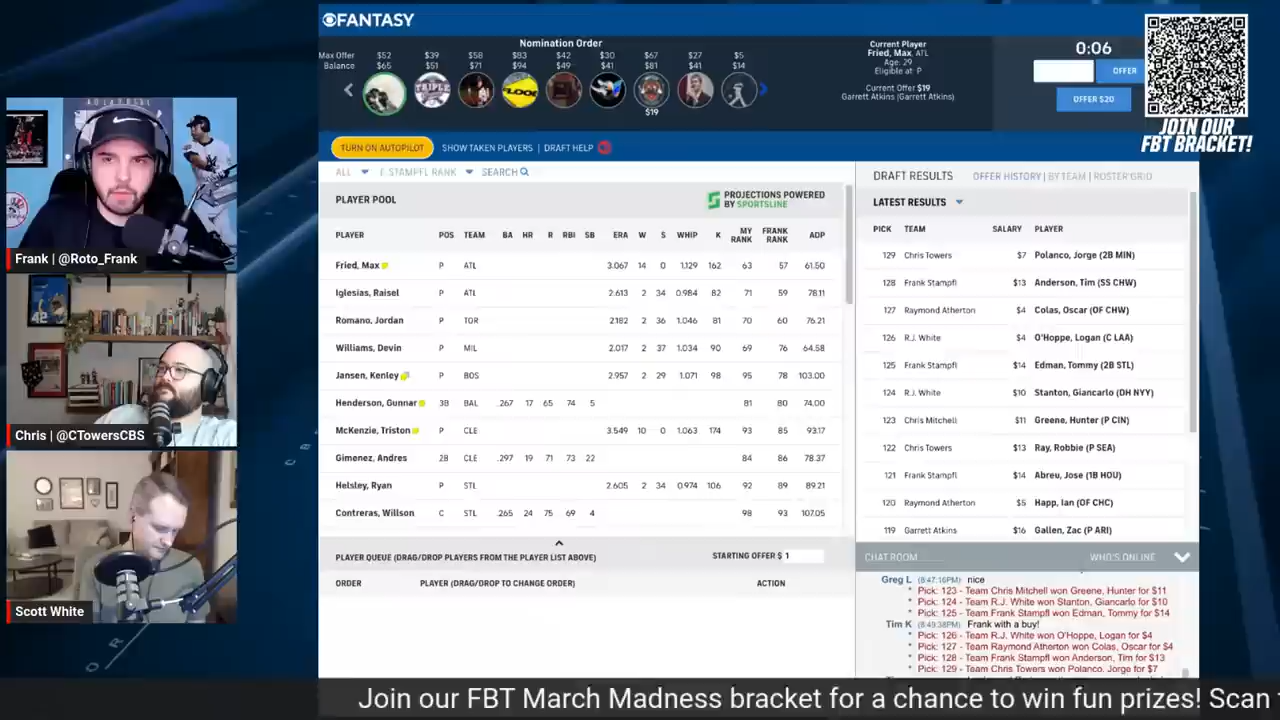 FANTASY
Nomination Order
Max Offer $52 $39 $58 $83 $42 $30 $67 $27 $5
Balance $65 $51 $71 $94 $49 $41 $81 $41 $14
TRIPLE
$19
Current Player
Fried, Max, ATL
Age: 29
Eligible at: P
Current Offer $19
Garrett Atkins (Garrett Atkins)
0:06
OFFER
OFFER $20
JOIN OUR
FBT BRACKET!
TURN ON AUTOPILOT SHOW TAKEN PLAYERS | DRAFT HELP
ALL F. STAMPFL RANK SEARCH
PLAYER POOL
PROJECTIONS POWERED
BY SPORTSLINE
PLAYER POS TEAM BA HR R RBI SB ERA W S WHIP K MY RANK FRANK RANK ADP
Fried, Max P ATL 3.067 14 0 1.129 162 63 57 61.50
Iglesias, Raisel P ATL 2.613 2 34 0.984 82 71 59 78.11
Romano, Jordan P TOR 2.182 2 36 1.046 81 70 60 76.21
Williams, Devin P MIL 2.017 2 37 1.034 90 69 76 64.58
Jansen, Kenley P BOS 2.957 2 29 1.071 98 95 78 103.00
Henderson, Gunnar 3B BAL .267 17 65 74 5 81 80 74.00
McKenzie, Triston P CLE 3.549 10 0 1.063 174 93 85 93.17
Gimenez, Andres 2B CLE .297 19 71 73 22 84 86 78.37
Helsley, Ryan P STL 2.605 2 34 0.974 106 92 89 89.21
Contreras, Willson C STL .265 24 75 69 4 98 93 107.05
PLAYER QUEUE (DRAG/DROP PLAYERS FROM THE PLAYER LIST ABOVE) STARTING OFFER $ 1
ORDER PLAYER (DRAG/DROP TO CHANGE ORDER) ACTION
DRAFT RESULTS OFFER HISTORY | BY TEAM | ROSTER GRID
LATEST RESULTS
PICK TEAM SALARY PLAYER
129 Chris Towers $7 Polanco, Jorge (2B MIN)
128 Frank Stampfl $13 Anderson, Tim (SS CHW)
127 Raymond Atherton $4 Colas, Oscar (OF CHW)
126 R.J. White $4 O'Hoppe, Logan (C LAA)
125 Frank Stampfl $14 Edman, Tommy (2B STL)
124 R.J. White $10 Stanton, Giancarlo (DH NYY)
123 Chris Mitchell $11 Greene, Hunter (P CIN)
122 Chris Towers $13 Ray, Robbie (P SEA)
121 Frank Stampfl $14 Abreu, Jose (1B HOU)
120 Raymond Atherton $5 Happ, Ian (OF CHC)
119 Garrett Atkins $16 Gallen, Zac (P ARI)
CHAT ROOM WHO'S ONLINE
Greg L (8:47:16PM) nice
* Pick: 123 - Team Chris Mitchell won Greene, Hunter for $11
* Pick: 124 - Team R.J. White won Stanton, Giancarlo for $10
* Pick: 125 - Team Frank Stampfl won Edman, Tommy for $14
Tim K (8:49:38PM) Frank with a buy!
* Pick: 126 - Team R.J. White won O'Hoppe, Logan for $4
* Pick: 127 - Team Raymond Atherton won Colas, Oscar for $4
* Pick: 128 - Team Frank Stampfl won Anderson, Tim for $13
* Pick: 129 - Team Chris Towers won Polanco, Jorge for $7
Frank | @Roto_Frank
Chris | @CTowersCBS
Scott White
Join our FBT March Madness bracket for a chance to win fun prizes! Scan